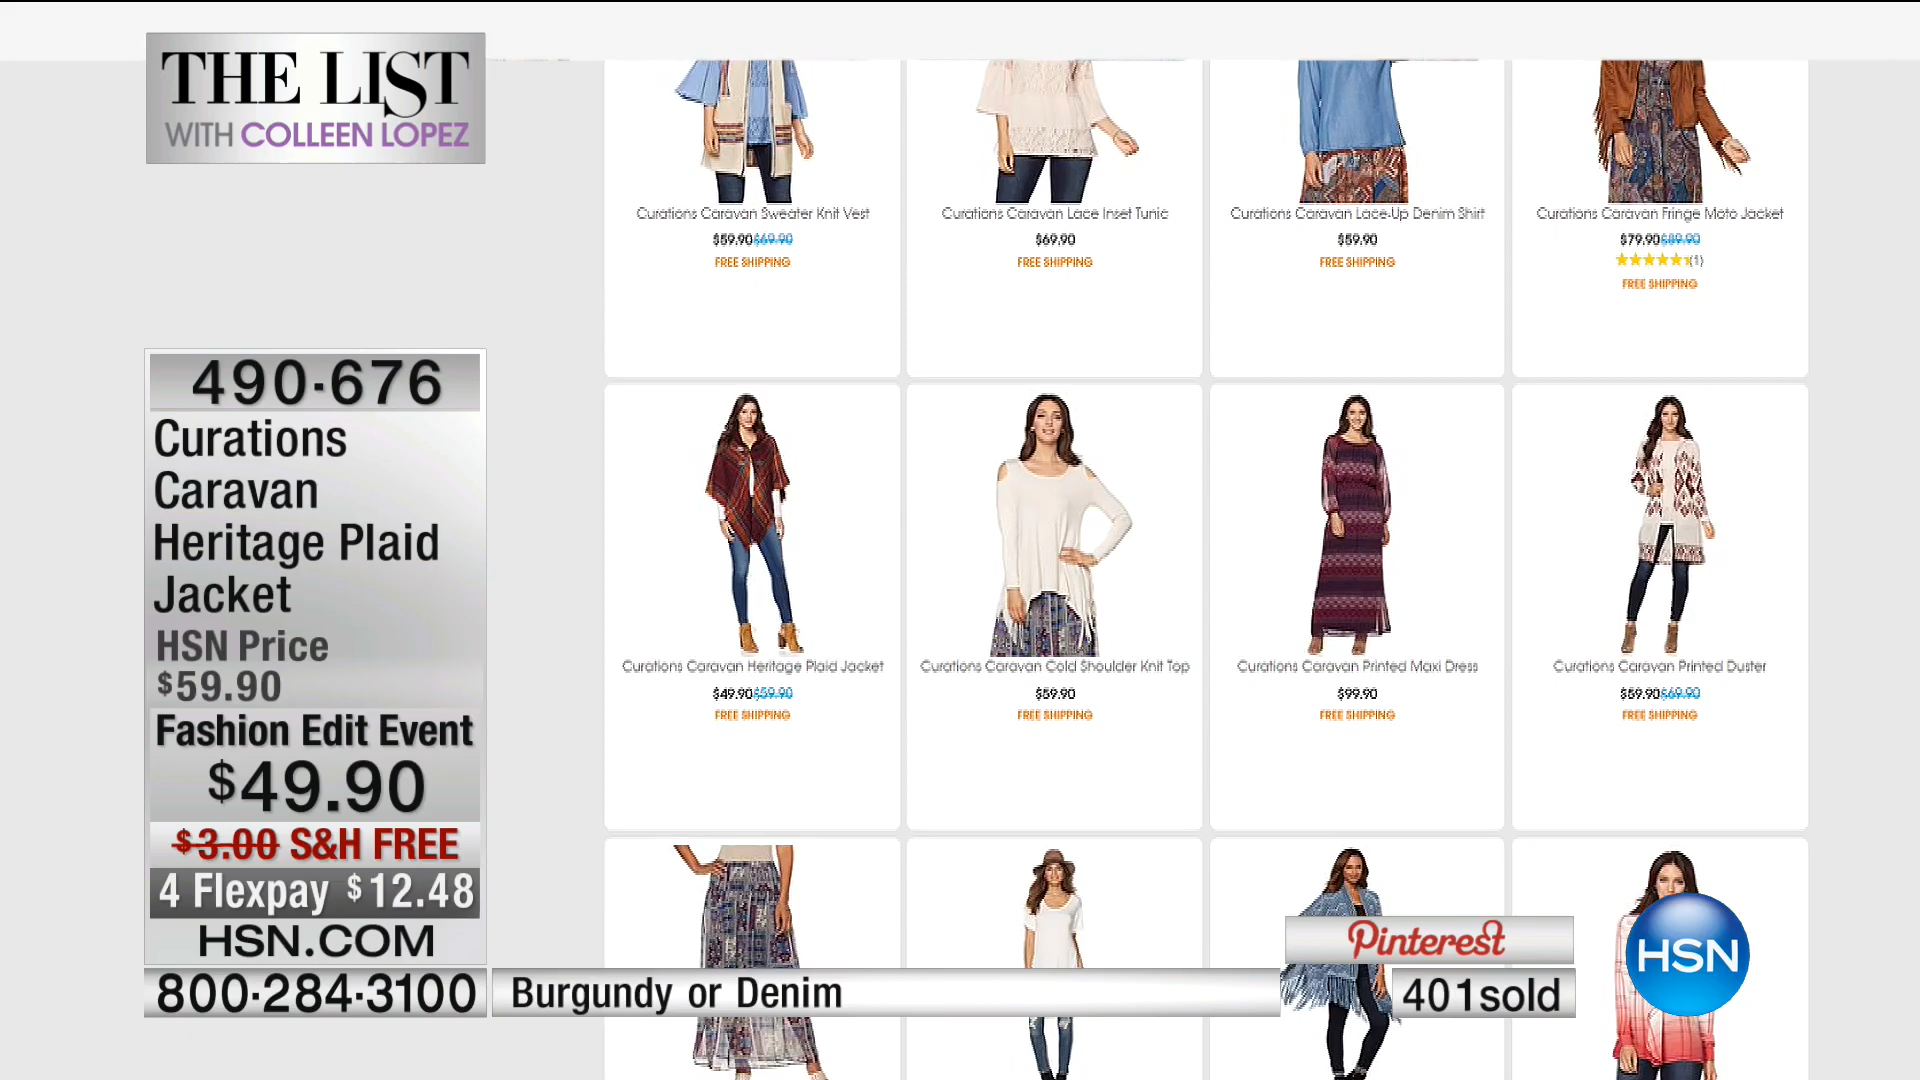 THE LIST
WITH COLLEEN LOPEZ
Curations Caravan Sweater Knit Vest
$59.90$69.90
FREE SHIPPING
Curations Caravan Lace Inset Tunic
$69.90
FREE SHIPPING
Curations Caravan Lace-Up Denim Shirt
$59.90
FREE SHIPPING
Curations Caravan Fringe Moto Jacket
$79.90$89.90
(1)
FREE SHIPPING
490·676
Curations
Caravan
Heritage Plaid
Jacket
HSN Price
$59.90
Fashion Edit Event
$49.90
$3.00 S&H FREE
4 Flexpay $12.48
HSN.COM
800·284·3100
Curations Caravan Heritage Plaid Jacket
$49.90$59.90
FREE SHIPPING
Curations Caravan Cold Shoulder Knit Top
$59.90
FREE SHIPPING
Curations Caravan Printed Maxi Dress
$99.90
FREE SHIPPING
Curations Caravan Printed Duster
$59.90$69.90
FREE SHIPPING
Pinterest
HSN
Burgundy or Denim
401sold